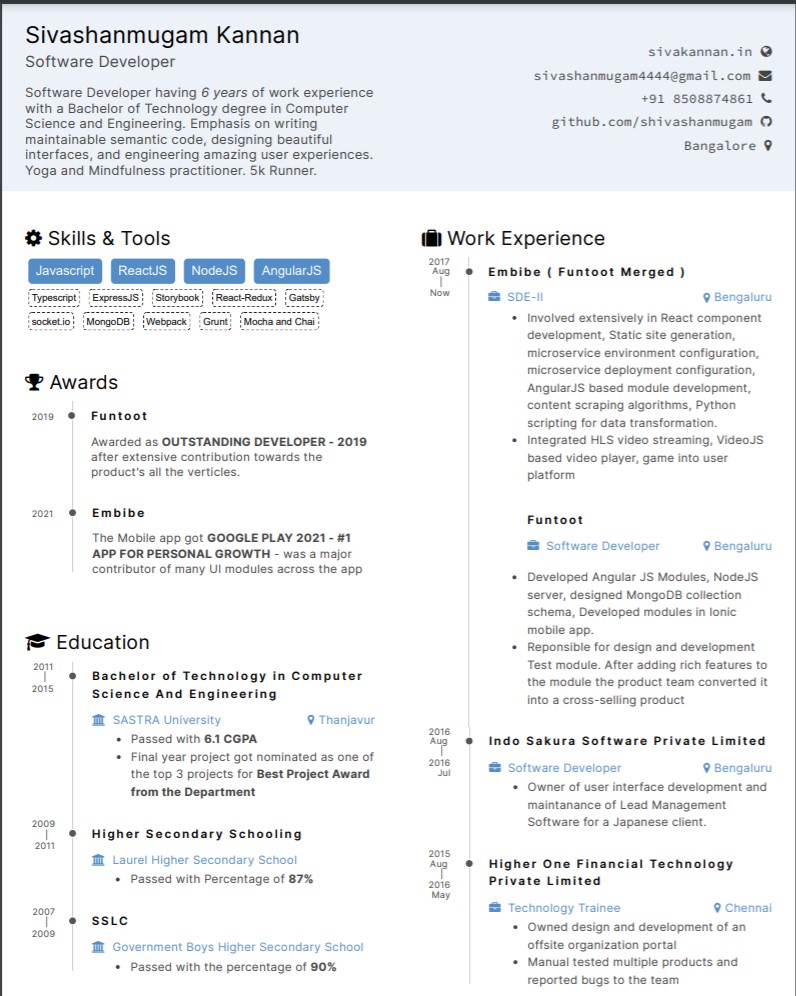 Sivashanmugam Kannan
Software Developer
Software Developer having 6 years of work experience
with a Bachelor of Technology degree in Computer
Science and Engineering. Emphasis on writing
maintainable semantic code, designing beautiful
interfaces, and engineering amazing user experiences.
Yoga and Mindfulness practitioner. 5k Runner.
sivakannan.in
sivashanmugam4444@gmail.com
+91 8508874861
github.com/shivashanmugam
Bangalore
Skills & Tools
Javascript ReactJS NodeJS AngularJS
Typescript ExpressJS Storybook React-Redux Gatsby
socket.io MongoDB Webpack Grunt Mocha and Chai
Awards
2019
Funtoot
Awarded as OUTSTANDING DEVELOPER - 2019
after extensive contribution towards the
product's all the verticles.
2021
Embibe
The Mobile app got GOOGLE PLAY 2021 - #1
APP FOR PERSONAL GROWTH - was a major
contributor of many UI modules across the app
Education
2011
|
2015
Bachelor of Technology in Computer
Science And Engineering
SASTRA University Thanjavur
• Passed with 6.1 CGPA
• Final year project got nominated as one of
the top 3 projects for Best Project Award
from the Department
2009
|
2011
Higher Secondary Schooling
Laurel Higher Secondary School
• Passed with Percentage of 87%
2007
|
2009
SSLC
Government Boys Higher Secondary School
• Passed with the percentage of 90%
Work Experience
2017
Aug
|
Now
Embibe ( Funtoot Merged )
SDE-II Bengaluru
• Involved extensively in React component
development, Static site generation,
microservice environment configuration,
microservice deployment configuration,
AngularJS based module development,
content scraping algorithms, Python
scripting for data transformation.
• Integrated HLS video streaming, VideoJS
based video player, game into user
platform
Funtoot
Software Developer Bengaluru
• Developed Angular JS Modules, NodeJS
server, designed MongoDB collection
schema, Developed modules in Ionic
mobile app.
• Reponsible for design and development
Test module. After adding rich features to
the module the product team converted it
into a cross-selling product
2016
Aug
|
2016
Jul
Indo Sakura Software Private Limited
Software Developer Bengaluru
• Owner of user interface development and
maintanance of Lead Management
Software for a Japanese client.
2015
Aug
|
2016
May
Higher One Financial Technology
Private Limited
Technology Trainee Chennai
• Owned design and development of an
offsite organization portal
• Manual tested multiple products and
reported bugs to the team